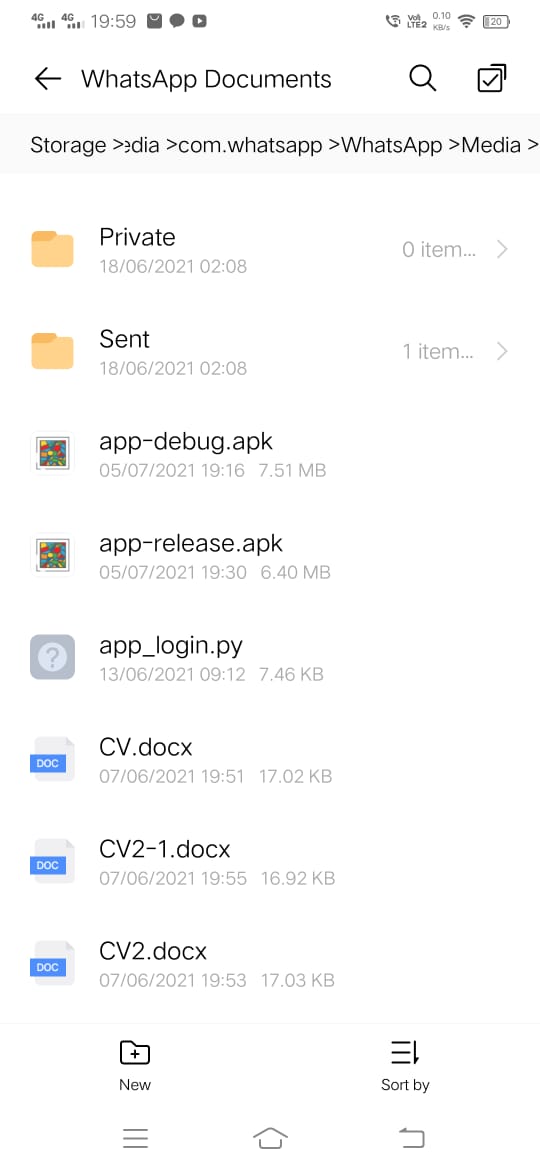 4G 4G 19:59 Vo) LTE2 0.10 KB/s 20
WhatsApp Documents
Storage >edia >com.whatsapp >WhatsApp >Media >
Private
0 item...
18/06/2021 02:08
Sent
1 item...
18/06/2021 02:08
app-debug.apk
05/07/2021 19:16 7.51 MB
app-release.apk
05/07/2021 19:30 6.40 MB
?
app_login.py
13/06/2021 09:12 7.46 KB
CV.docx
DOC
07/06/2021 19:51 17.02 KB
CV2-1.docx
DOC
07/06/2021 19:55 16.92 KB
CV2.docx
DOC
07/06/2021 19:53 17.03 KB
New
Sort by